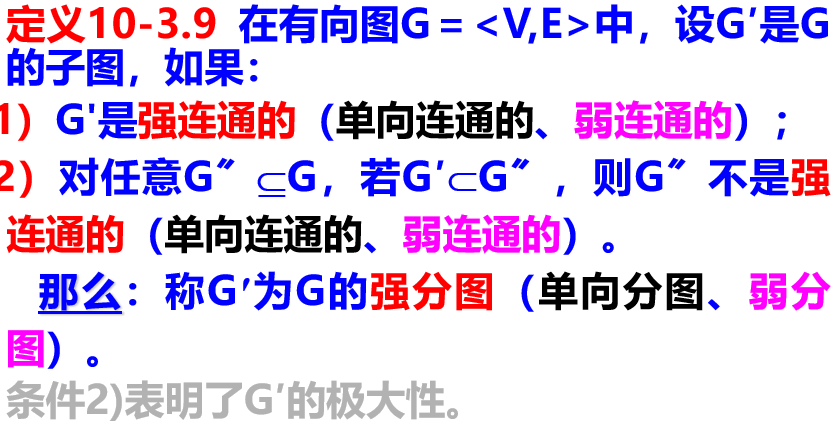 定义10-3.9 在有向图G＝<V,E>中，设G′是G
的子图，如果：
1）G'是强连通的（单向连通的、弱连通的）；
2）对任意G″⊆G，若G′⊂G″，则G″不是强
连通的（单向连通的、弱连通的）。
那么：称G′为G的强分图（单向分图、弱分
图）。
条件2)表明了G′的极大性。